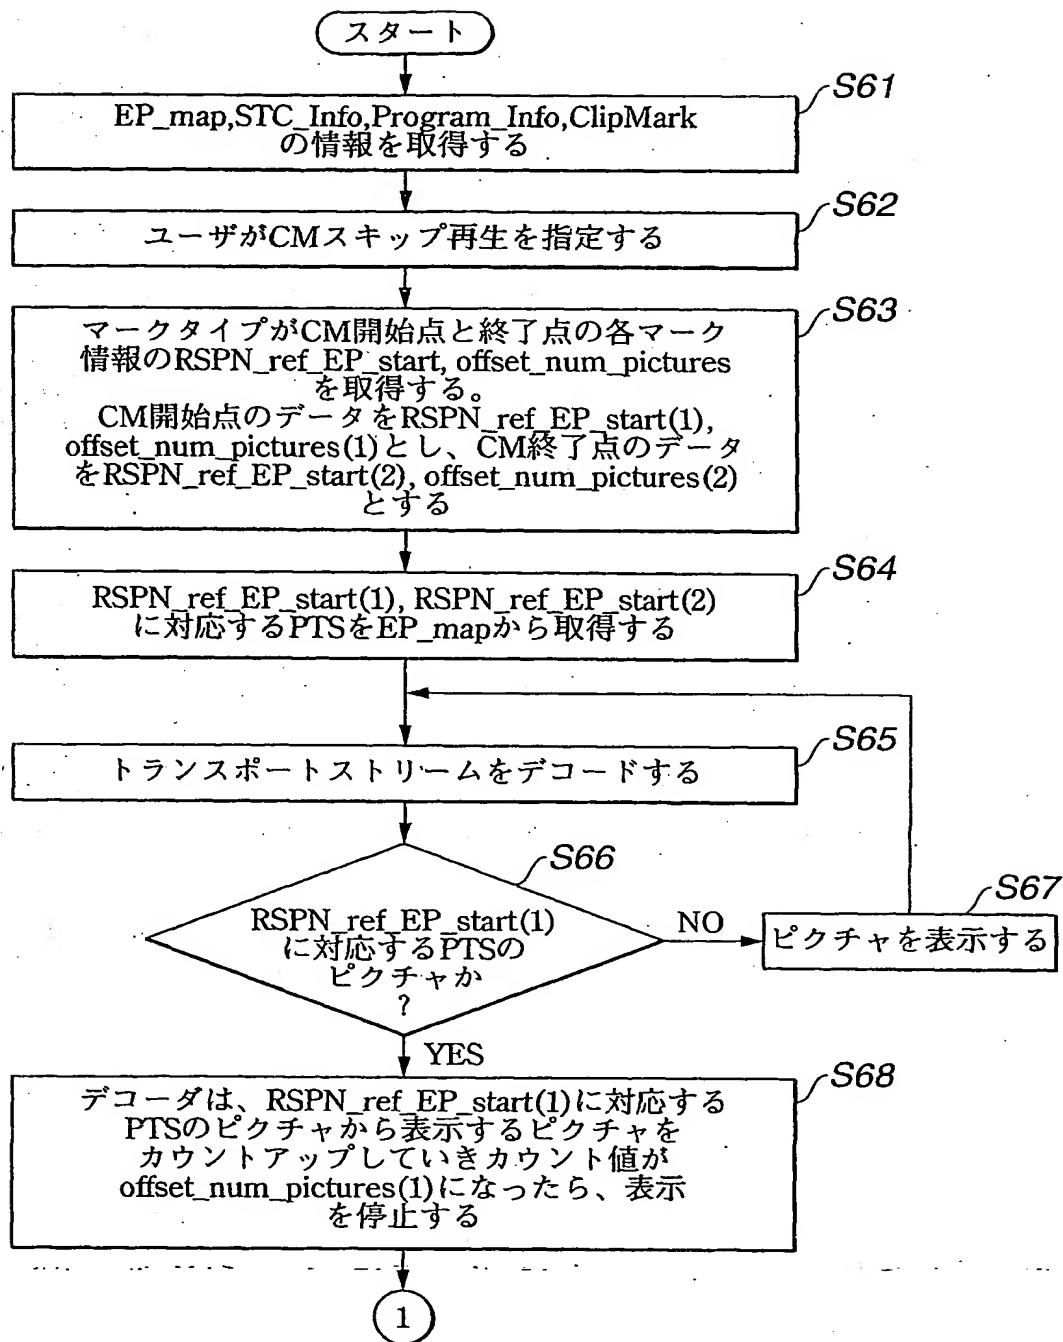 スタート
S61
EP_map,STC_Info,Program_Info,ClipMark
の情報を取得する
S62
ユーザがCMスキップ再生を指定する
S63
マークタイプがCM開始点と終了点の各マーク
情報のRSPN_ref_EP_start, offset_num_pictures
を取得する。
CM開始点のデータをRSPN_ref_EP_start(1),
offset_num_pictures(1)とし、CM終了点のデータ
をRSPN_ref_EP_start(2), offset_num_pictures(2)
とする
S64
RSPN_ref_EP_start(1), RSPN_ref_EP_start(2)
に対応するPTSをEP_mapから取得する
S65
トランスポートストリームをデコードする
S66
RSPN_ref_EP_start(1)
に対応するPTSの
ピクチャか
?
NO
S67
ピクチャを表示する
YES
S68
デコーダは、RSPN_ref_EP_start(1)に対応する
PTSのピクチャから表示するピクチャを
カウントアップしていきカウント値が
offset_num_pictures(1)になったら、表示
を停止する
1